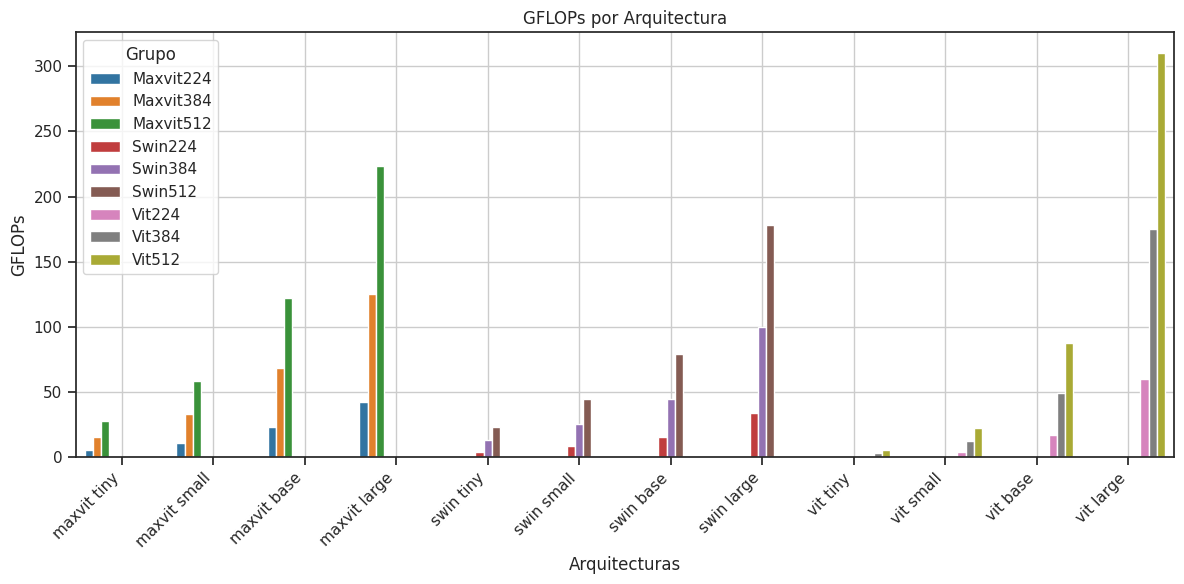 GFLOPs por Arquitectura
GFLOPs
300
250
200
150
100
50
0
Grupo
Maxvit224
Maxvit384
Maxvit512
Swin224
Swin384
Swin512
Vit224
Vit384
Vit512
maxvit tiny
maxvit small
maxvit base
maxvit large
swin tiny
swin small
swin base
swin large
vit tiny
vit small
vit base
vit large
Arquitecturas